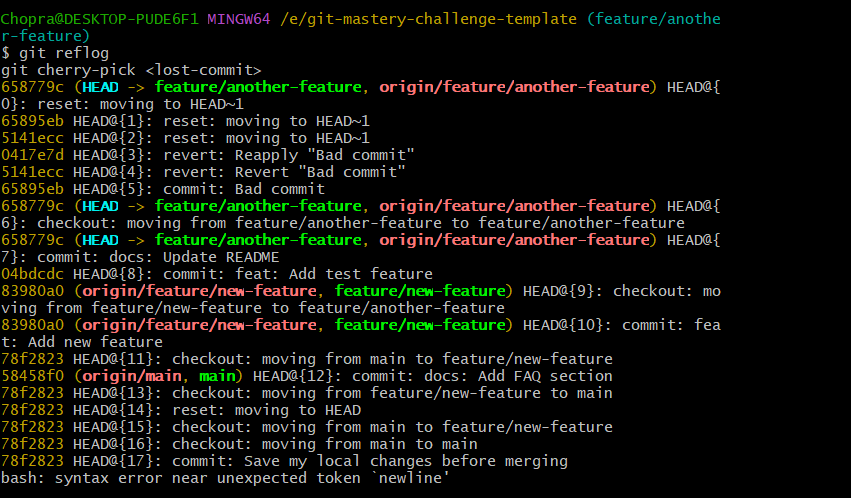 Chopra@DESKTOP-PUDE6F1 MINGW64 /e/git-mastery-challenge-template (feature/anothe
r-feature)
$ git reflog
git cherry-pick <lost-commit>
658779c (HEAD -> feature/another-feature, origin/feature/another-feature) HEAD@{
0}: reset: moving to HEAD~1
65895eb HEAD@{1}: reset: moving to HEAD~1
5141ecc HEAD@{2}: reset: moving to HEAD~1
0417e7d HEAD@{3}: revert: Reapply "Bad commit"
5141ecc HEAD@{4}: revert: Revert "Bad commit"
65895eb HEAD@{5}: commit: Bad commit
658779c (HEAD -> feature/another-feature, origin/feature/another-feature) HEAD@{
6}: checkout: moving from feature/another-feature to feature/another-feature
658779c (HEAD -> feature/another-feature, origin/feature/another-feature) HEAD@{
7}: commit: docs: Update README
04bdcdc HEAD@{8}: commit: feat: Add test feature
83980a0 (origin/feature/new-feature, feature/new-feature) HEAD@{9}: checkout: mo
ving from feature/new-feature to feature/another-feature
83980a0 (origin/feature/new-feature, feature/new-feature) HEAD@{10}: commit: fea
t: Add new feature
78f2823 HEAD@{11}: checkout: moving from main to feature/new-feature
58458f0 (origin/main, main) HEAD@{12}: commit: docs: Add FAQ section
78f2823 HEAD@{13}: checkout: moving from feature/new-feature to main
78f2823 HEAD@{14}: reset: moving to HEAD
78f2823 HEAD@{15}: checkout: moving from main to feature/new-feature
78f2823 HEAD@{16}: checkout: moving from main to main
78f2823 HEAD@{17}: commit: Save my local changes before merging
bash: syntax error near unexpected token `newline'